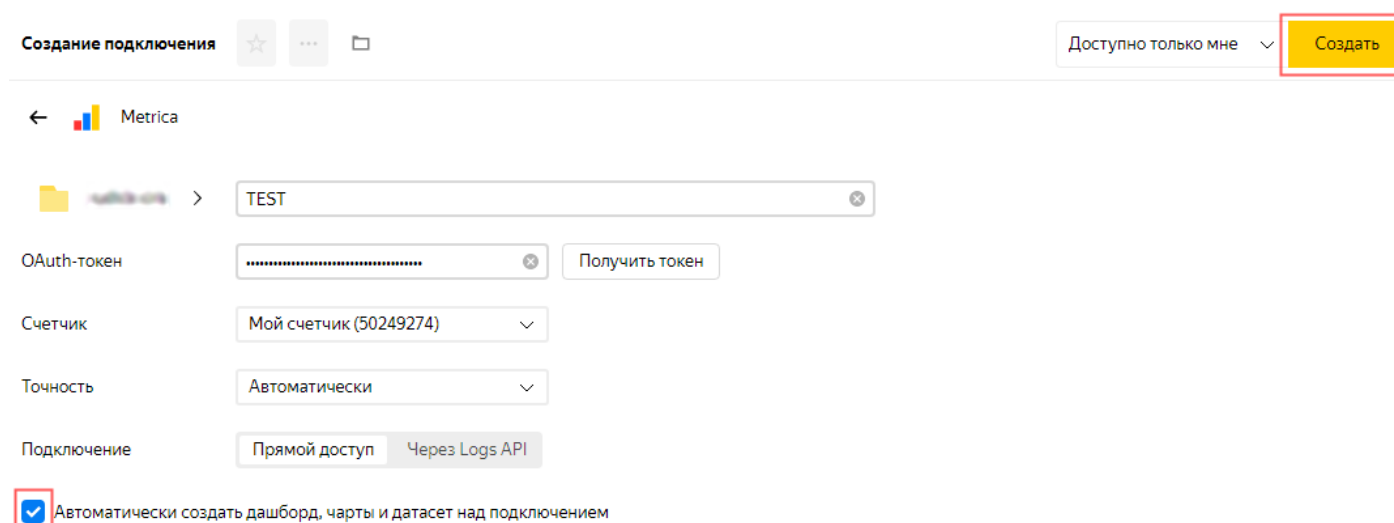 Создание подключения Доступно только мне Создать
Metrica
TEST
OAuth-токен Получить токен
Счетчик Мой счетчик (50249274)
Точность Автоматически
Подключение Прямой доступ Через Logs API
Автоматически создать дашборд, чарты и датасет над подключением